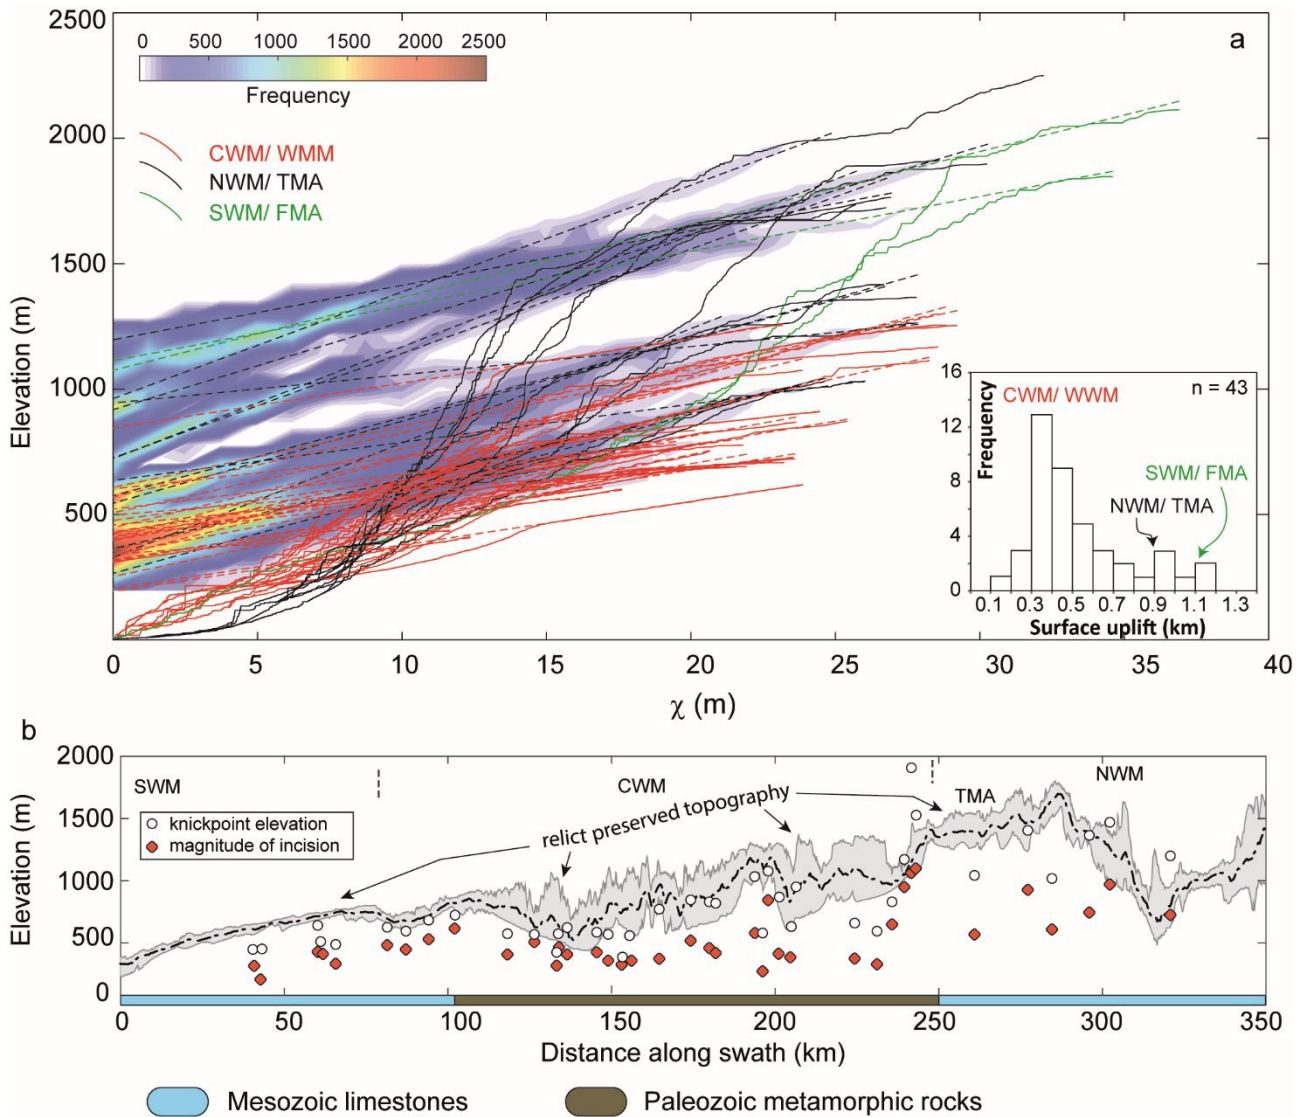 a
2500
2000
1500
1000
500
0
Elevation (m)
0 500 1000 1500 2000 2500
Frequency
CWM/ WMM
NWM/ TMA
SWM/ FMA
16
12
8
4
0
Frequency
n = 43
CWM/ WWM
SWM/ FMA
NWM/ TMA
0.1 0.3 0.5 0.7 0.9 1.1 1.3
Surface uplift (km)
0 5 10 15 20 25 30 35 40
χ (m)
b
2000
1500
1000
500
0
Elevation (m)
SWM CWM NWM
TMA
knickpoint elevation
magnitude of incision
relict preserved topography
0 50 100 150 200 250 300 350
Distance along swath (km)
Mesozoic limestones
Paleozoic metamorphic rocks